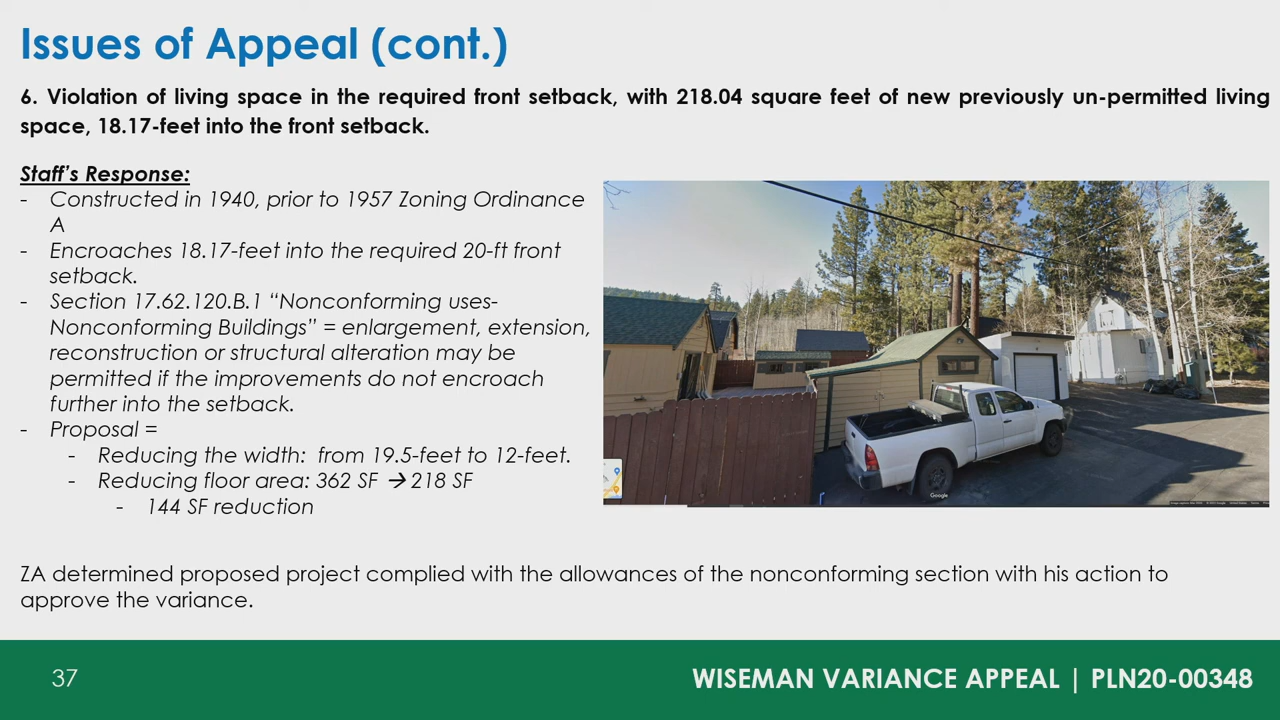 Issues of Appeal (cont.)
6. Violation of living space in the required front setback, with 218.04 square feet of new previously un-permitted living
space, 18.17-feet into the front setback.
Staff's Response:
- Constructed in 1940, prior to 1957 Zoning Ordinance
A
- Encroaches 18.17-feet into the required 20-ft front
setback.
- Section 17.62.120.B.1 “Nonconforming uses-
Nonconforming Buildings” = enlargement, extension,
reconstruction or structural alteration may be
permitted if the improvements do not encroach
further into the setback.
- Proposal =
- Reducing the width: from 19.5-feet to 12-feet.
- Reducing floor area: 362 SF → 218 SF
- 144 SF reduction
Google
ZA determined proposed project complied with the allowances of the nonconforming section with his action to
approve the variance.
37
WISEMAN VARIANCE APPEAL | PLN20-00348